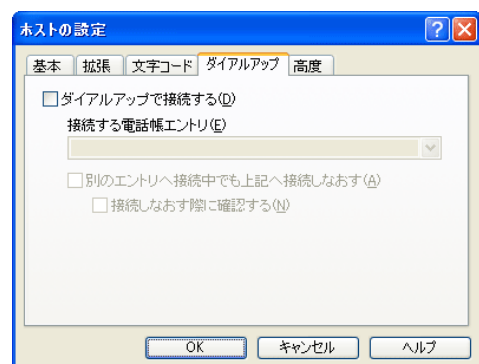 ホストの設定
基本 拡張 文字コード ダイアルアップ 高度
ダイアルアップで接続する(D)
接続する電話帳エントリ(E)
別のエントリへ接続中でも上記へ接続しなおす(A)
接続しなおす際に確認する(N)
OK キャンセル ヘルプ